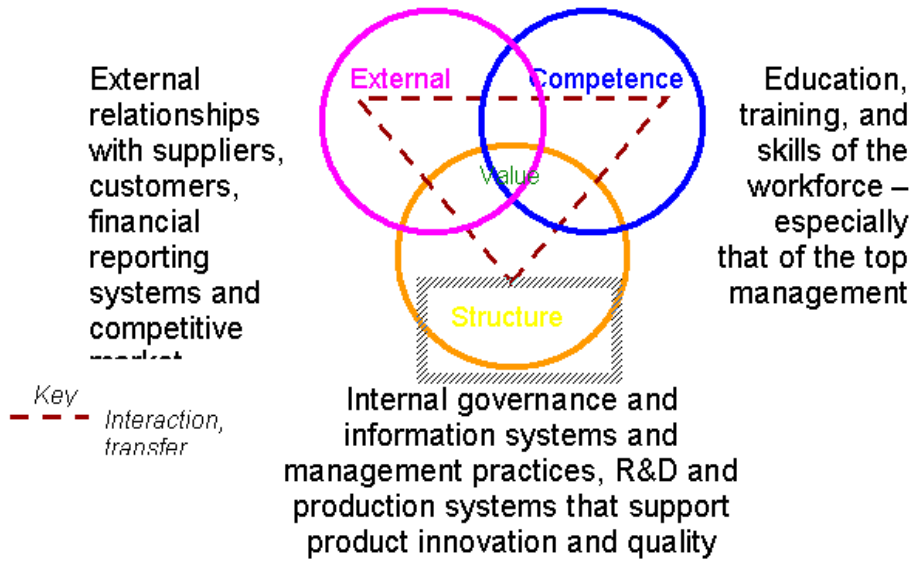 External
relationships
with suppliers,
customers,
financial
reporting
systems and
competitive
market
External
Competence
Value
Structure
Education,
training, and
skills of the
workforce –
especially
that of the top
management
Key
Interaction,
transfer
Internal governance and
information systems and
management practices, R&D and
production systems that support
product innovation and quality